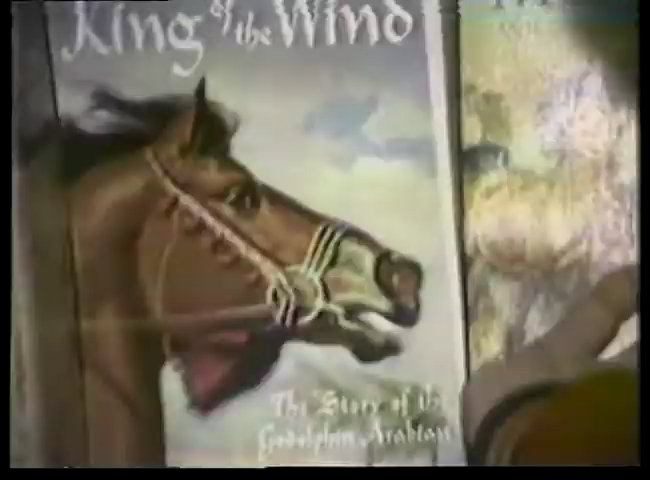 King of the Wind
The Story of the
Godolphin Arabian